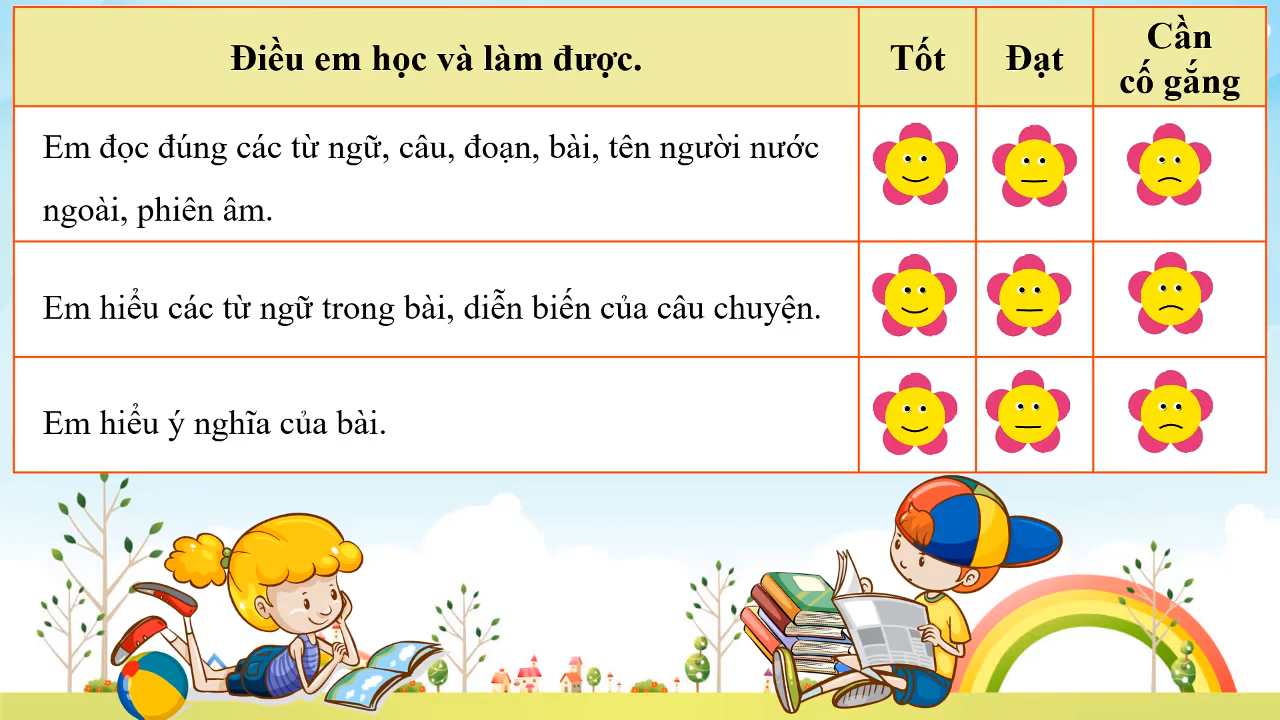 Điều em học và làm được.
Tốt
Đạt
Cần
cố gắng
Em đọc đúng các từ ngữ, câu, đoạn, bài, tên người nước
ngoài, phiên âm.
Em hiểu các từ ngữ trong bài, diễn biến của câu chuyện.
Em hiểu ý nghĩa của bài.